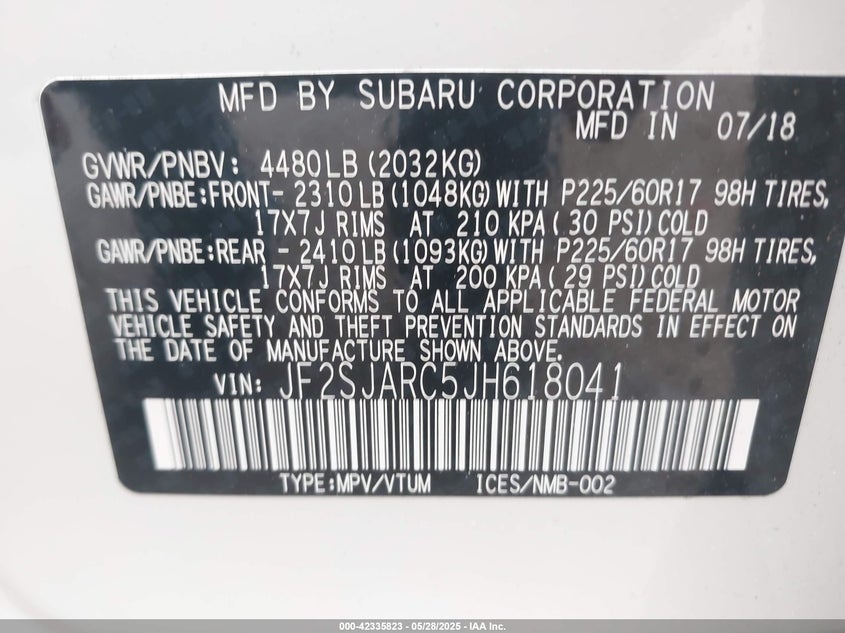 MFD BY SUBARU CORPORATION
MFD IN 07/18
GVWR/PNBV: 4480LB(2032KG)
GAWR/PNBE:FRONT- 2310LB(1048KG)WITH P225/60R17 98H TIRES,
17X7J RIMS AT 210 KPA( 30 PSI)COLD
GAWR/PNBE:REAR - 2410LB(1093KG)WITH P225/60R17 98H TIRES,
17X7J RIMS AT 200 KPA( 29 PSI)COLD
THIS VEHICLE CONFORMS TO ALL APPLICABLE FEDERAL MOTOR
VEHICLE SAFETY AND THEFT PREVENTION STANDARDS IN EFFECT ON
THE DATE OF MANUFACTURE SHOWN ABOVE.
VIN: JF2SJARC5JH618041
TYPE:MPV/VTUM ICES/NMB-002
000-42335823 - 05/28/2025 - IAA Inc.